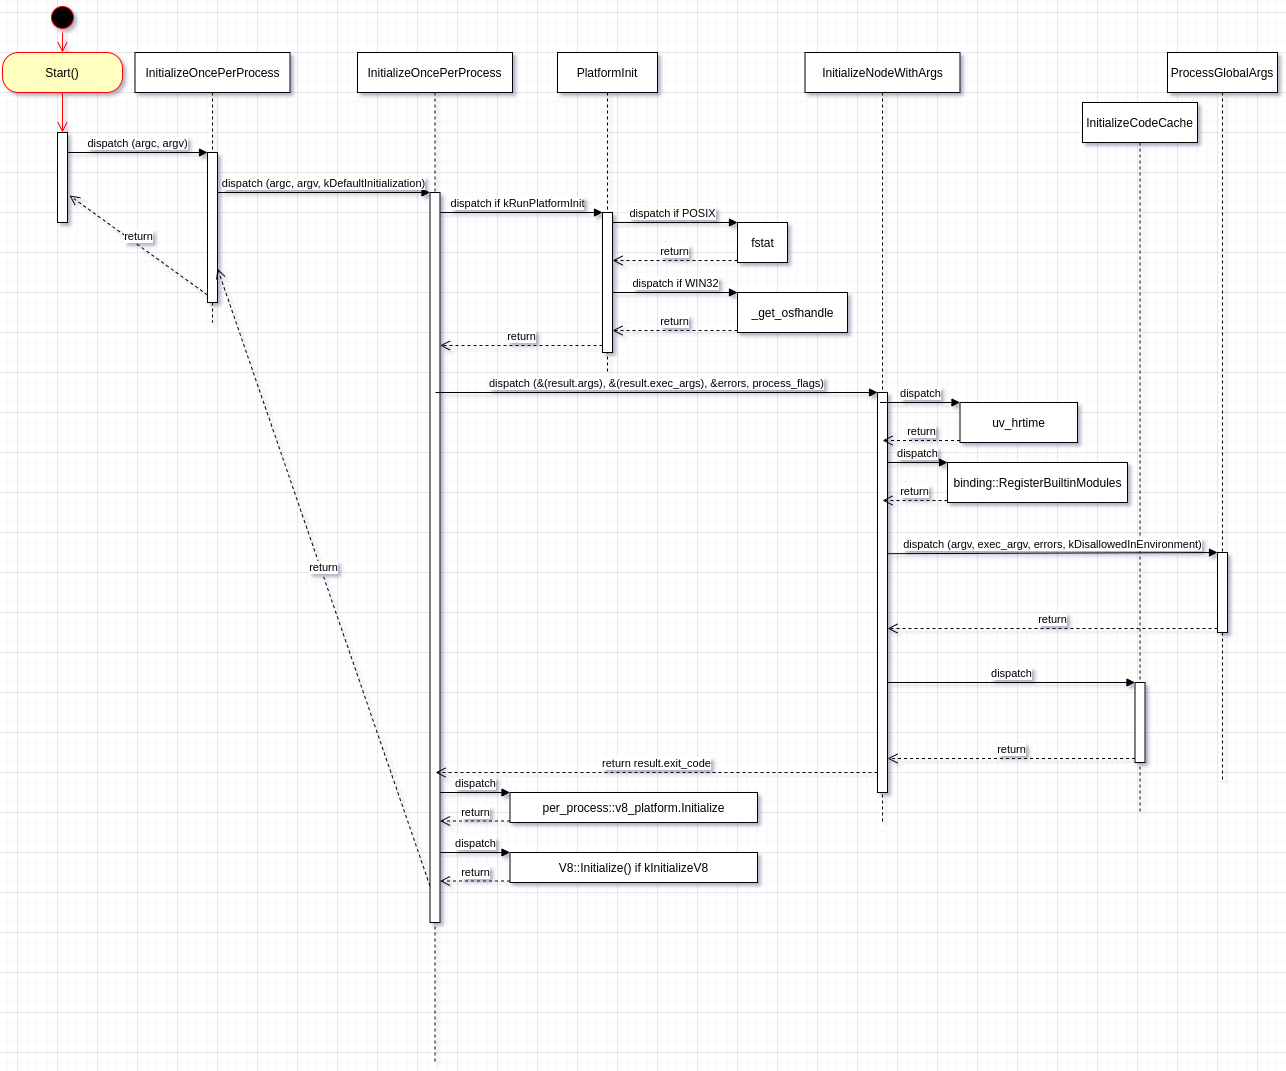 Start()
InitializeOncePerProcess
InitializeOncePerProcess
PlatformInit
InitializeNodeWithArgs
ProcessGlobalArgs
InitializeCodeCache
dispatch (argc, argv)
dispatch (argc, argv, kDefaultInitialization)
dispatch if kRunPlatformInit
dispatch if POSIX
return
fstat
return
dispatch if WIN32
_get_osfhandle
return
return
dispatch (&(result.args), &(result.exec_args), &errors, process_flags)
dispatch
uv_hrtime
return
dispatch
binding::RegisterBuiltinModules
return
dispatch (argv, exec_argv, errors, kDisallowedInEnvironment)
return
return
dispatch
return
return result.exit_code
dispatch
per_process::v8_platform.Initialize
return
dispatch
V8::Initialize() if kInitializeV8
return